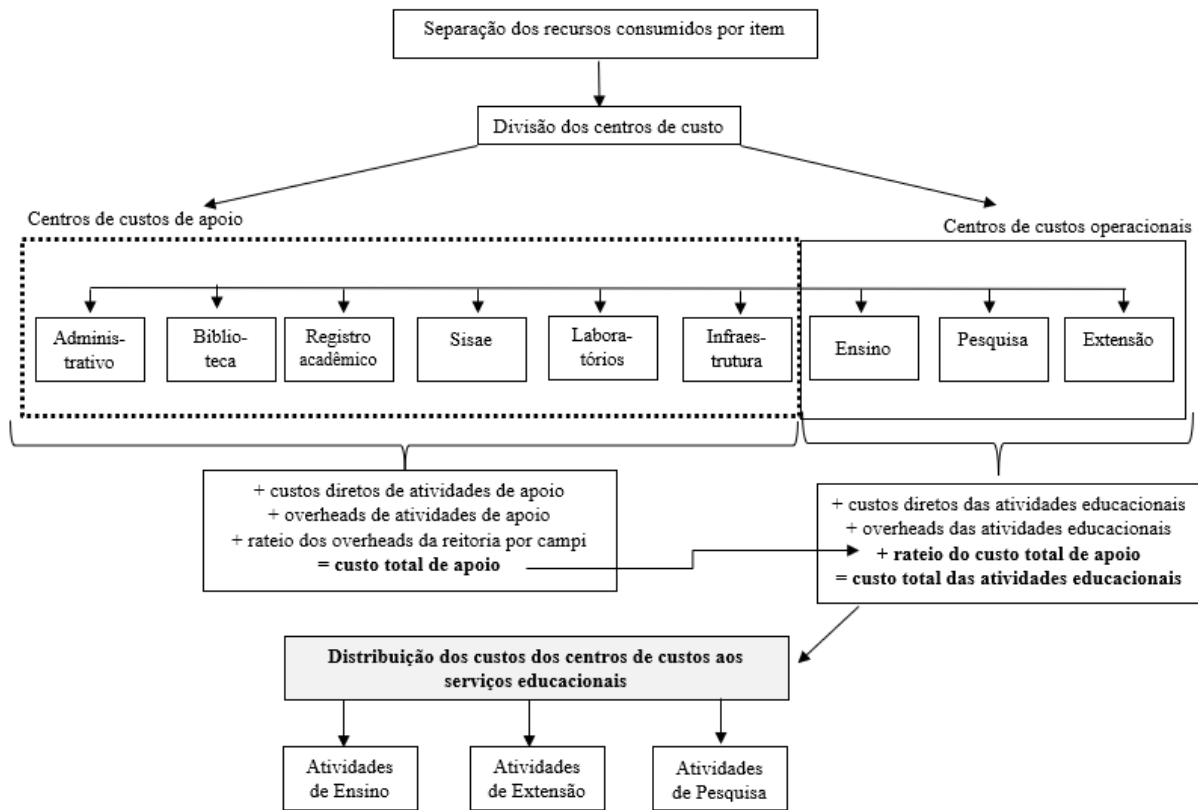 Separação dos recursos consumidos por item
Divisão dos centros de custo
Centros de custos de apoio
Centros de custos operacionais
Adminis-
trativo
Biblio-
teca
Registro
acadêmico
Sisae
Labora-
tórios
Infraes-
trutura
Ensino
Pesquisa
Extensão
+ custos diretos de atividades de apoio
+ overheads de atividades de apoio
+ rateio dos overheads da reitoria por campi
= custo total de apoio
+ custos diretos das atividades educacionais
+ overheads das atividades educacionais
+ rateio do custo total de apoio
= custo total das atividades educacionais
Distribuição dos custos dos centros de custos aos
serviços educacionais
Atividades
de Ensino
Atividades
de Extensão
Atividades
de Pesquisa